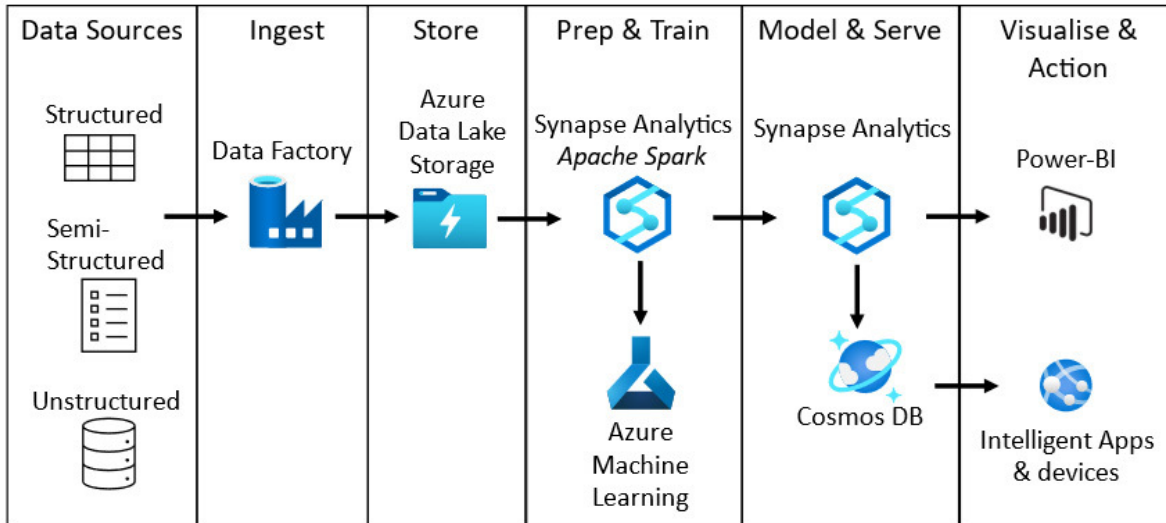 Data Sources
Ingest
Store
Prep & Train
Model & Serve
Visualise &
Action
Structured
Semi-
Structured
Unstructured
Data Factory
Azure
Data Lake
Storage
Synapse Analytics
Apache Spark
Azure
Machine
Learning
Synapse Analytics
Cosmos DB
Power-BI
Intelligent Apps
& devices